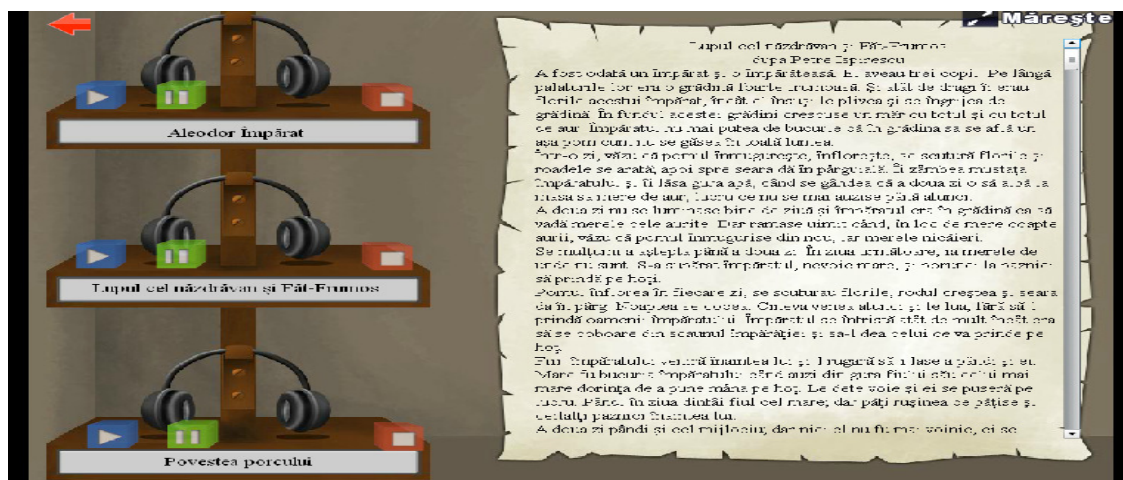 Aleodor Împărat
Lupul cel năzdrăvan și Făt-Frumos
Povestea porcului
Mărește
Lupul cel năzdrăvan și Făt-Frumos
după Petre Ispirescu
A fost odată un împărat și o împărăteasă. Ei aveau trei copii. Pe lângă
palaturile lor era o grădină foarte frumoasă. Și atât de dragi îi erau
florile acestui împărat, încât el însuși le plivea și se îngrijea de
grădină. În fundul acestei grădini crescuse un măr cu totul și cu totul
de aur. Împăratul nu mai putea de bucurie că în grădina sa se află un
așa pom cum nu se găsea în toată lumea.
Într-o zi, văzu că pomul înmugurește, înflorește, se scutură florile și
roadele se arată; apoi spre seară dă în pârguială. Îi zâmbea mustața
împăratului și îi lăsa gura apă, când se gândea că a doua zi o să aibă la
masa sa mere de aur, lucru ce nu se mai auzise până atunci.
A doua zi nu se luminase bine de ziuă și împăratul era în grădină ca să
vadă merele cele aurite. Dar rămase uimit când, în loc de mere coapte
aurii, văzu că pomul înmugurise din nou, iar merele nicăieri.
Se mulțumi a aștepta până a doua zi. În ziua următoare, ia merele de
unde nu sunt. S-a supărat împăratul, nevoie mare, și porunci la paznici
să prindă pe hoți.
Pomul înflorea în fiecare zi, se scuturau florile, rodul creștea și seara
da în pârg. Noaptea se cocea. Cineva venea atunci și le lua, fără să-l
prindă oamenii împăratului. Împăratul se întristă atât de mult încât era
să se coboare din scaunul împărăției și să-l dea celui ce va prinde pe
hoț.
Fiii împăratului veniră înaintea lui și-l rugară să-i lase a pândi și ei.
Mare fu bucuria împăratului când auzi din gura fiului său celui mai
mare dorința de a pune mâna pe hoț. Le dete voie și ei se puseră pe
lucru. Pândi în ziua dintâi fiul cel mare; dar păți rușinea ce pățise și
ceilalți paznici înaintea lui.
A doua zi pândi și cel mijlociu; dar nici el nu fu mai voinic, ci se